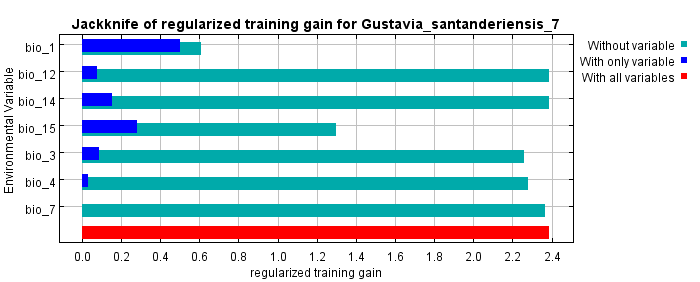 Jackknife of regularized training gain for Gustavia_santanderiensis_7
Environmental Variable
bio_1
bio_12
bio_14
bio_15
bio_3
bio_4
bio_7
Without variable
With only variable
With all variables
0.0 0.2 0.4 0.6 0.8 1.0 1.2 1.4 1.6 1.8 2.0 2.2 2.4
regularized training gain